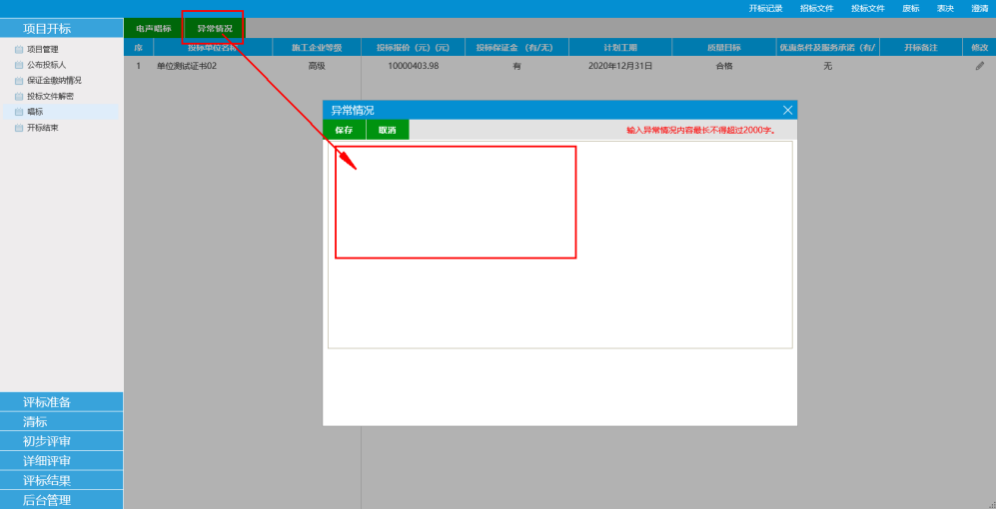 开标记录 招标文件 投标文件 废标 表决 澄清
项目开标
项目管理
公布投标人
保证金缴纳情况
投标文件解密
唱标
开标结束
评标准备
清标
初步评审
详细评审
评标结果
后台管理
电声唱标 异常情况
序 投标单位名称 施工企业等级 投标报价（元）（元） 投标保证金 （有/无） 计划工期 质量目标 优惠条件及服务承诺（有/ 开标备注 修改
1 单位测试证书02 高级 10000403.98 有 2020年12月31日 合格 无
异常情况
保存 取消 输入异常情况内容最长不得超过2000字。